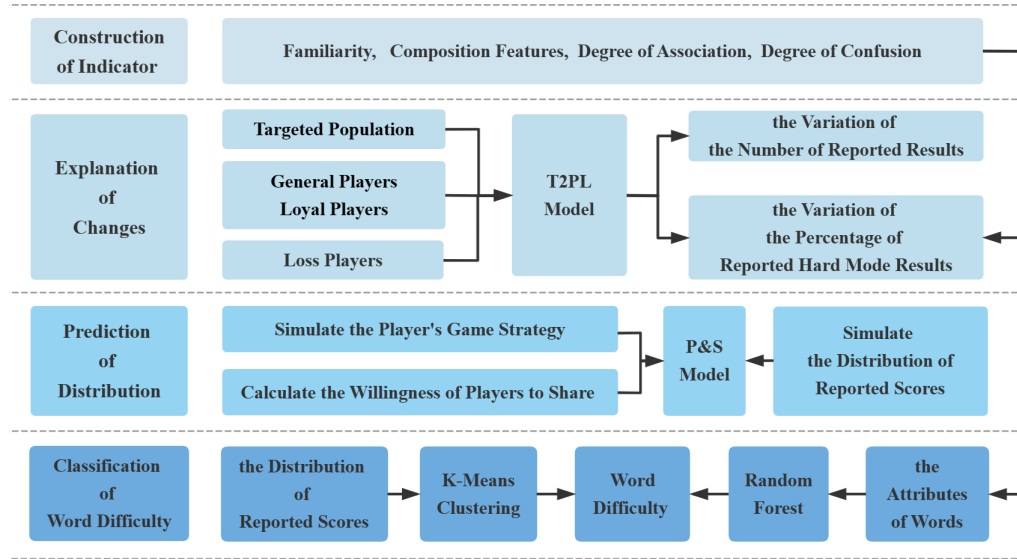 Construction
of Indicator
Familiarity, Composition Features, Degree of Association, Degree of Confusion
Explanation
of
Changes
Targeted Population
General Players
Loyal Players
Loss Players
T2PL
Model
the Variation of
the Number of Reported Results
the Variation of
the Percentage of
Reported Hard Mode Results
Prediction
of
Distribution
Simulate the Player's Game Strategy
Calculate the Willingness of Players to Share
P&S
Model
Simulate
the Distribution of
Reported Scores
Classification
of
Word Difficulty
the Distribution
of
Reported Scores
K-Means
Clustering
Word
Difficulty
Random
Forest
the
Attributes
of Words